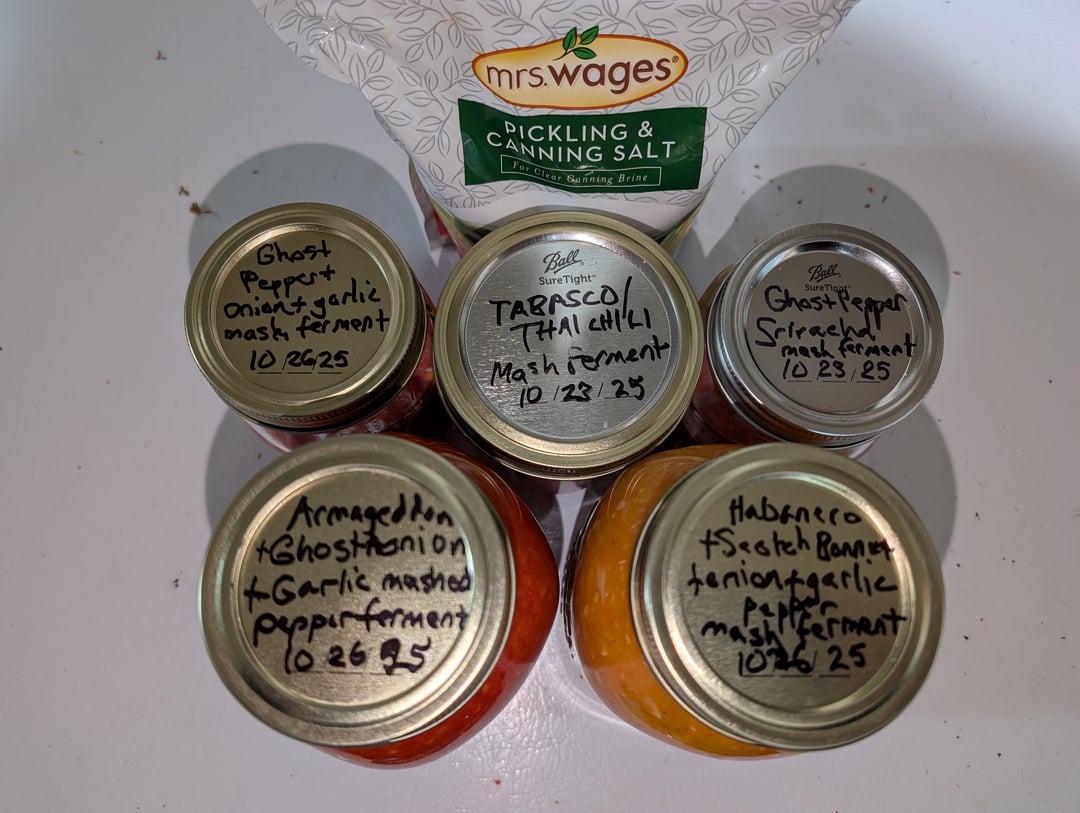 mrs.wages®
PICKLING &
CANNING SALT
For Clear Canning Brine
Ghost
Pepper+
onion+garlic
mash ferment
10/26/25
Ball
SureTight™
TABASCO/
THAI CHILI
Mash ferment
10/23/25
Ball
SureTight™
Ghost Pepper
Sriracha
mash ferment
10/23/25
Armageddon
+Ghost+onion
+Garlic mashed
pepper ferment
10 26 25
Habanero
+Scotch Bonnet
+onion+garlic
pepper
mash ferment
10 26/25